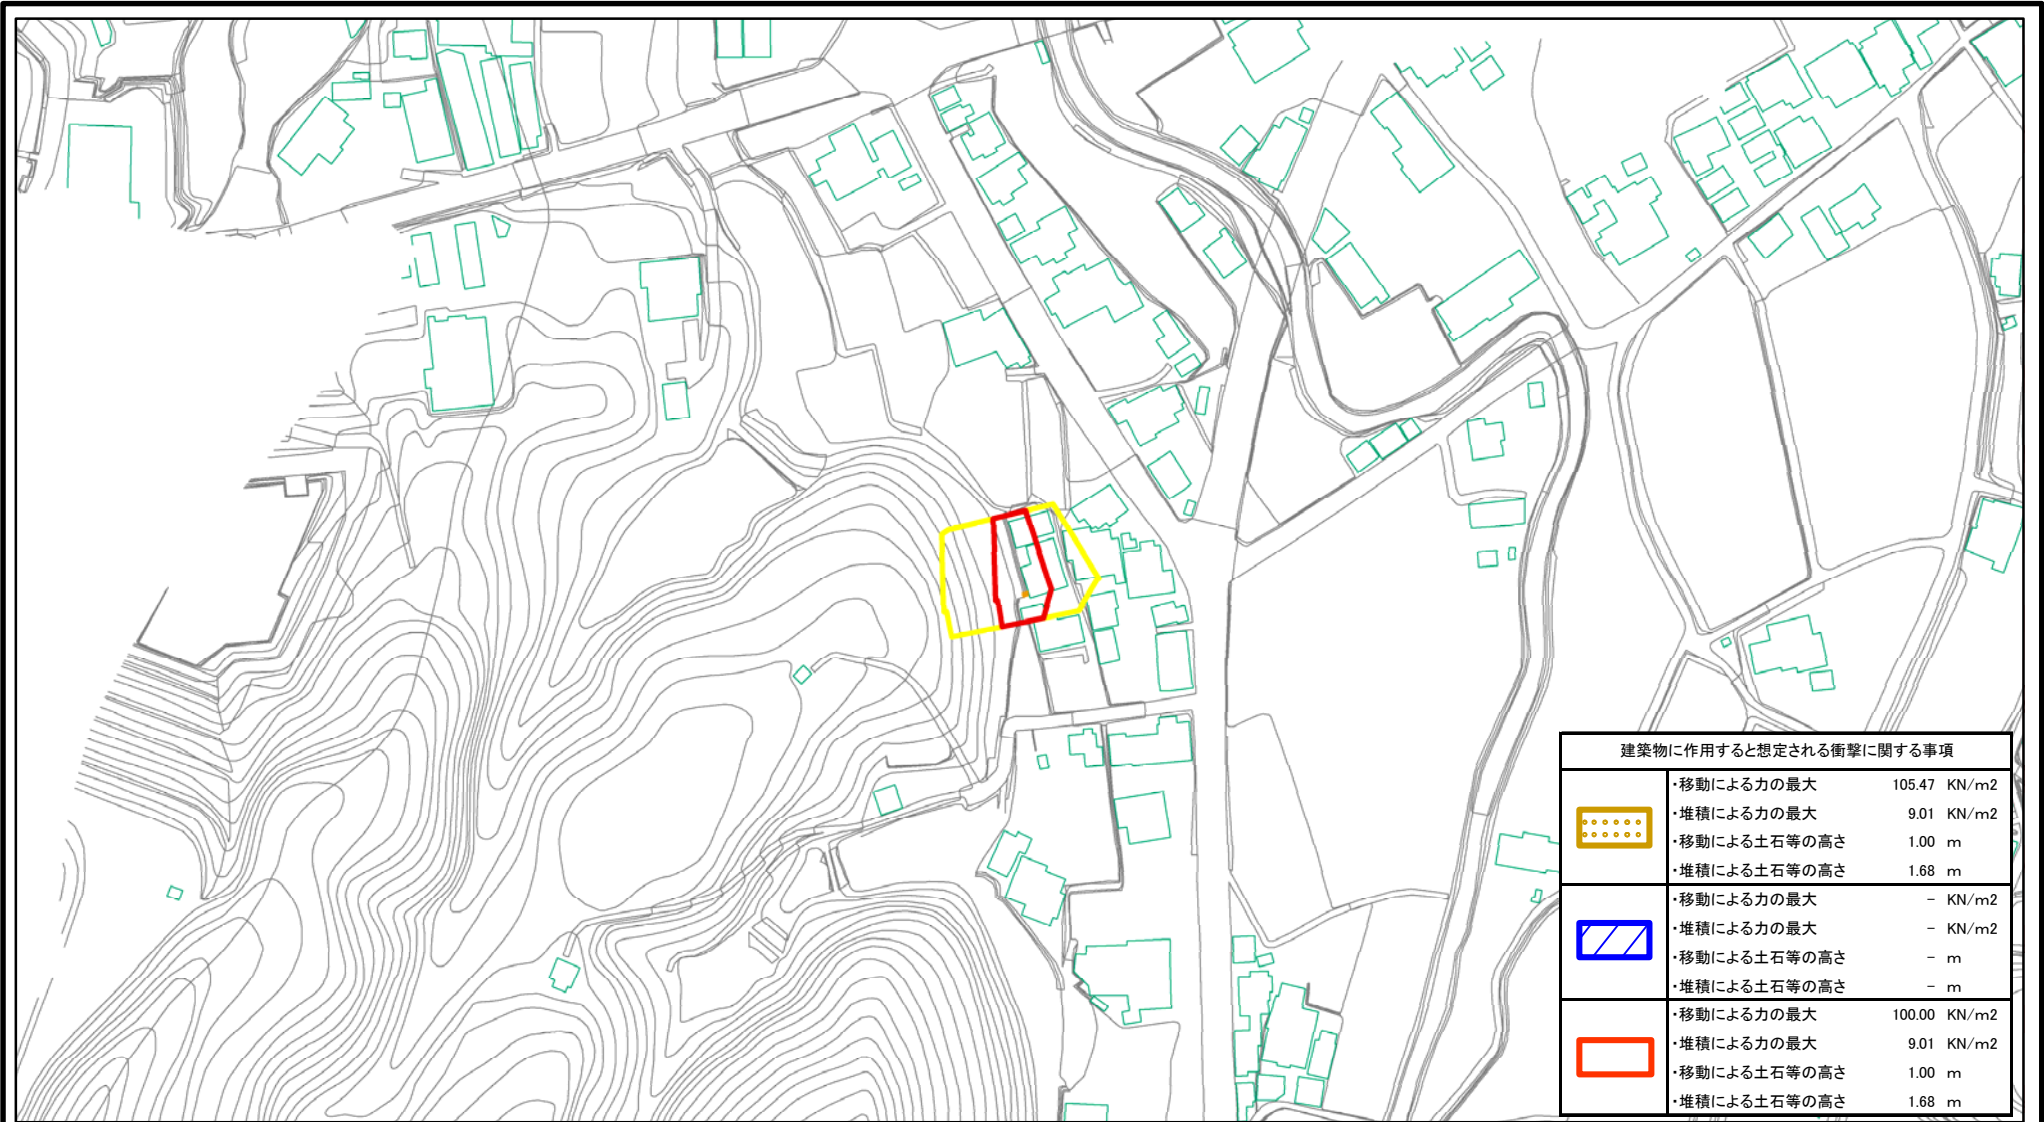 建築物に作用すると想定される衝撃に関する事項
・移動による力の最大 105.47 KN/m2
・堆積による力の最大 9.01 KN/m2
・移動による土石等の高さ 1.00 m
・堆積による土石等の高さ 1.68 m
・移動による力の最大 － KN/m2
・堆積による力の最大 － KN/m2
・移動による土石等の高さ － m
・堆積による土石等の高さ － m
・移動による力の最大 100.00 KN/m2
・堆積による力の最大 9.01 KN/m2
・移動による土石等の高さ 1.00 m
・堆積による土石等の高さ 1.68 m